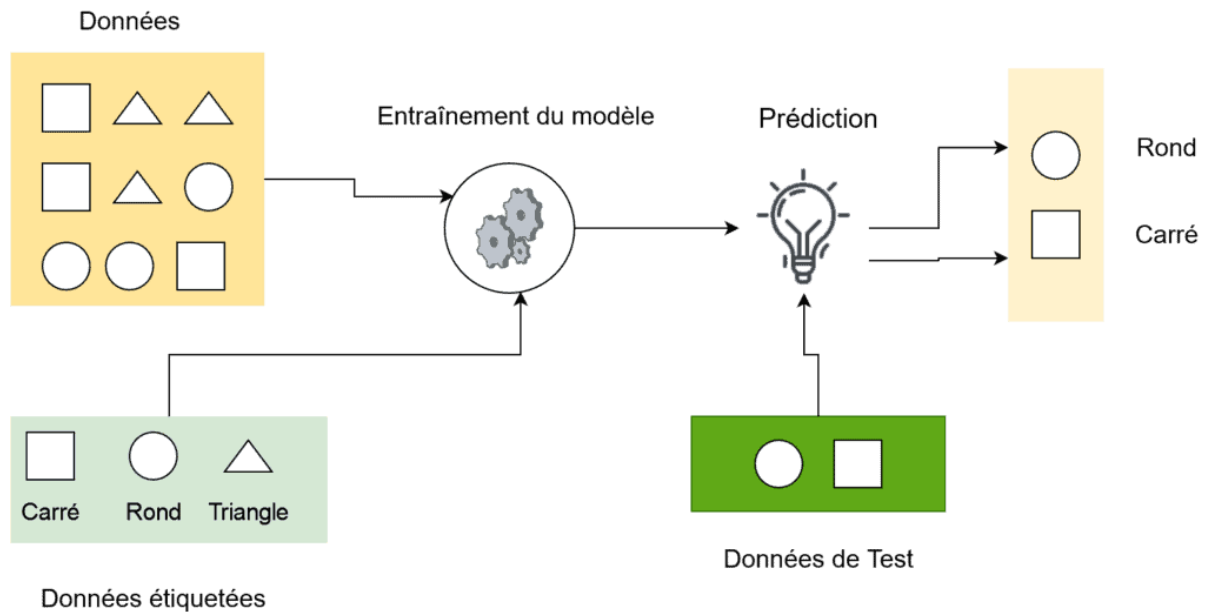 Données
Entraînement du modèle
Prédiction
Rond
Carré
Carré Rond Triangle
Données étiquetées
Données de Test